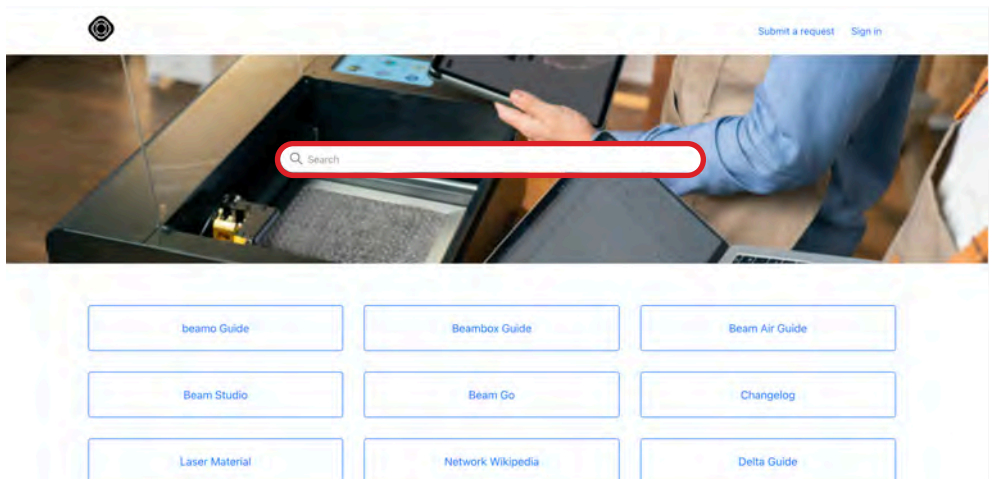 Submit a request Sign in
Search
beamo Guide Beambox Guide Beam Air Guide
Beam Studio Beam Go Changelog
Laser Material Network Wikipedia Delta Guide